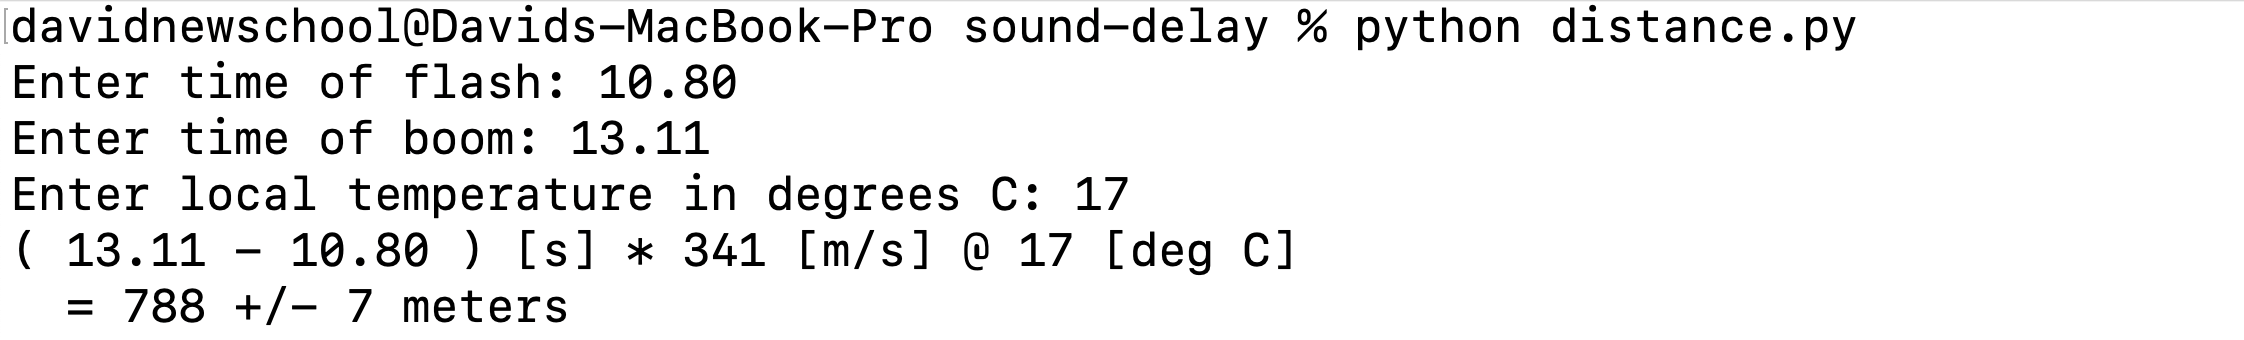 [davidnewschool@Davids-MacBook-Pro sound-delay % python distance.py
Enter time of flash: 10.80
Enter time of boom: 13.11
Enter local temperature in degrees C: 17
( 13.11 - 10.80 ) [s] * 341 [m/s] @ 17 [deg C]
  = 788 +/- 7 meters